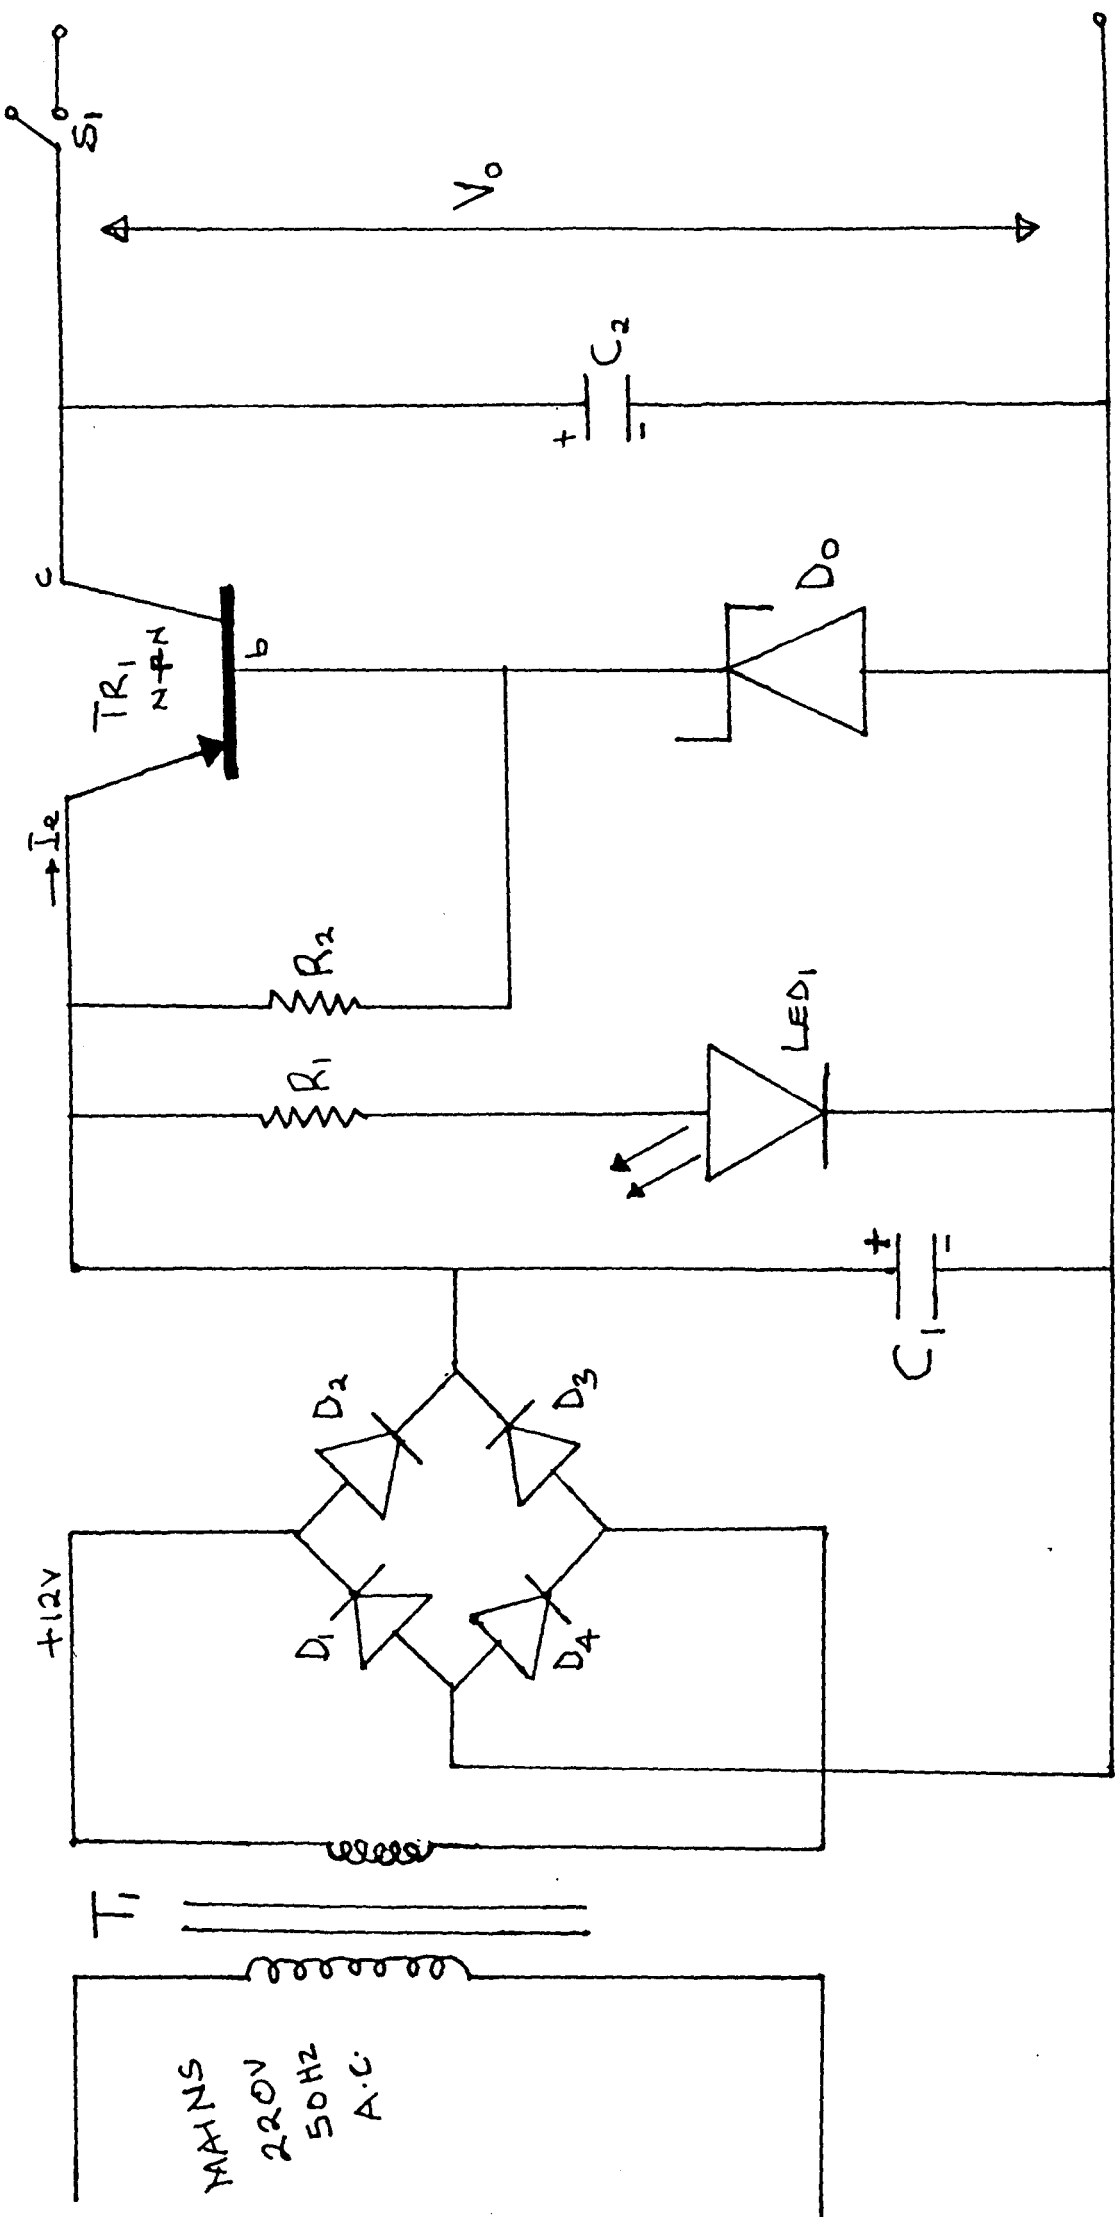 MAINS
220V
50HZ
A.C.
T1
+12V
D1
D2
D3
D4
C1
+
-
R1
LED1
R2
→ Ie
TR1
NPN
c
b
D0
C2
+
-
V0
S1